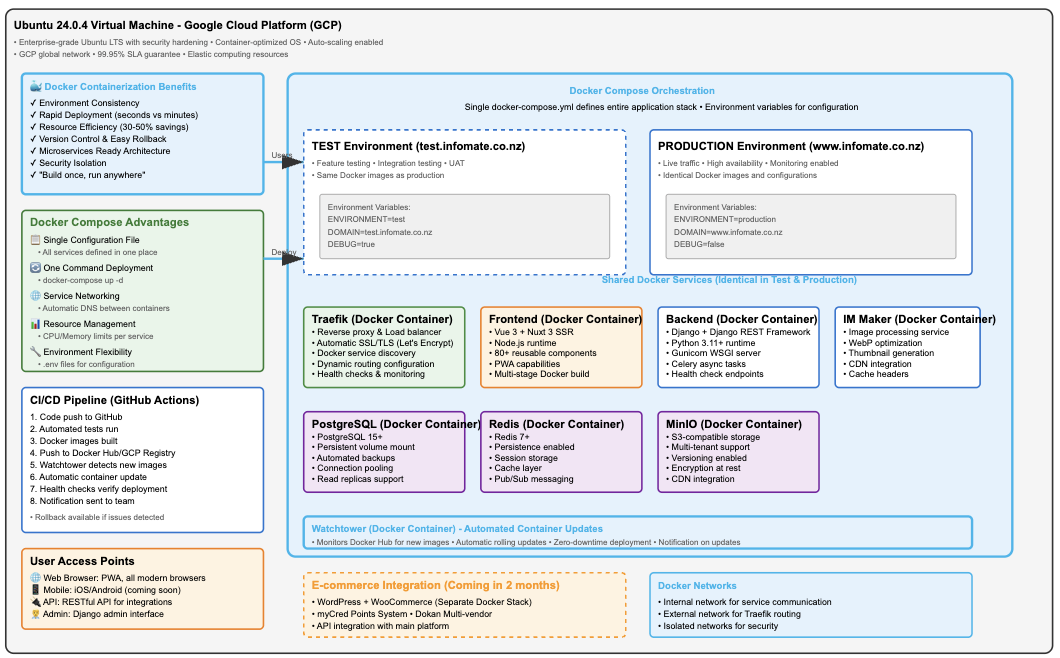 Ubuntu 24.0.4 Virtual Machine - Google Cloud Platform (GCP)
• Enterprise-grade Ubuntu LTS with security hardening • Container-optimized OS • Auto-scaling enabled
• GCP global network • 99.95% SLA guarantee • Elastic computing resources
🐳 Docker Containerization Benefits
✓ Environment Consistency
✓ Rapid Deployment (seconds vs minutes)
✓ Resource Efficiency (30-50% savings)
✓ Version Control & Easy Rollback
✓ Microservices Ready Architecture
✓ Security Isolation
✓ "Build once, run anywhere"
Docker Compose Advantages
📄 Single Configuration File
• All services defined in one place
🔄 One Command Deployment
• docker-compose up -d
🌐 Service Networking
• Automatic DNS between containers
📊 Resource Management
• CPU/Memory limits per service
🔧 Environment Flexibility
• .env files for configuration
CI/CD Pipeline (GitHub Actions)
1. Code push to GitHub
2. Automated tests run
3. Docker images built
4. Push to Docker Hub/GCP Registry
5. Watchtower detects new images
6. Automatic container update
7. Health checks verify deployment
8. Notification sent to team
• Rollback available if issues detected
User Access Points
🌐 Web Browser: PWA, all modern browsers
📱 Mobile: iOS/Android (coming soon)
🔌 API: RESTful API for integrations
Admin: Django admin interface
Users
Deploy
Docker Compose Orchestration
Single docker-compose.yml defines entire application stack • Environment variables for configuration
TEST Environment (test.infomate.co.nz)
• Feature testing • Integration testing • UAT
• Same Docker images as production
Environment Variables:
ENVIRONMENT=test
DOMAIN=test.infomate.co.nz
DEBUG=true
PRODUCTION Environment (www.infomate.co.nz)
• Live traffic • High availability • Monitoring enabled
• Identical Docker images and configurations
Environment Variables:
ENVIRONMENT=production
DOMAIN=www.infomate.co.nz
DEBUG=false
Shared Docker Services (Identical in Test & Production)
Traefik (Docker Container)
• Reverse proxy & Load balancer
• Automatic SSL/TLS (Let's Encrypt)
• Docker service discovery
• Dynamic routing configuration
• Health checks & monitoring
Frontend (Docker Container)
• Vue 3 + Nuxt 3 SSR
• Node.js runtime
• 80+ reusable components
• PWA capabilities
• Multi-stage Docker build
Backend (Docker Container)
• Django + Django REST Framework
• Python 3.11+ runtime
• Gunicorn WSGI server
• Celery async tasks
• Health check endpoints
IM Maker (Docker Container)
• Image processing service
• WebP optimization
• Thumbnail generation
• CDN integration
• Cache headers
PostgreSQL (Docker Container)
• PostgreSQL 15+
• Persistent volume mount
• Automated backups
• Connection pooling
• Read replicas support
Redis (Docker Container)
• Redis 7+
• Persistence enabled
• Session storage
• Cache layer
• Pub/Sub messaging
MinIO (Docker Container)
• S3-compatible storage
• Multi-tenant support
• Versioning enabled
• Encryption at rest
• CDN integration
Watchtower (Docker Container) - Automated Container Updates
• Monitors Docker Hub for new images • Automatic rolling updates • Zero-downtime deployment • Notification on updates
E-commerce Integration (Coming in 2 months)
• WordPress + WooCommerce (Separate Docker Stack)
• myCred Points System • Dokan Multi-vendor
• API integration with main platform
Docker Networks
• Internal network for service communication
• External network for Traefik routing
• Isolated networks for security